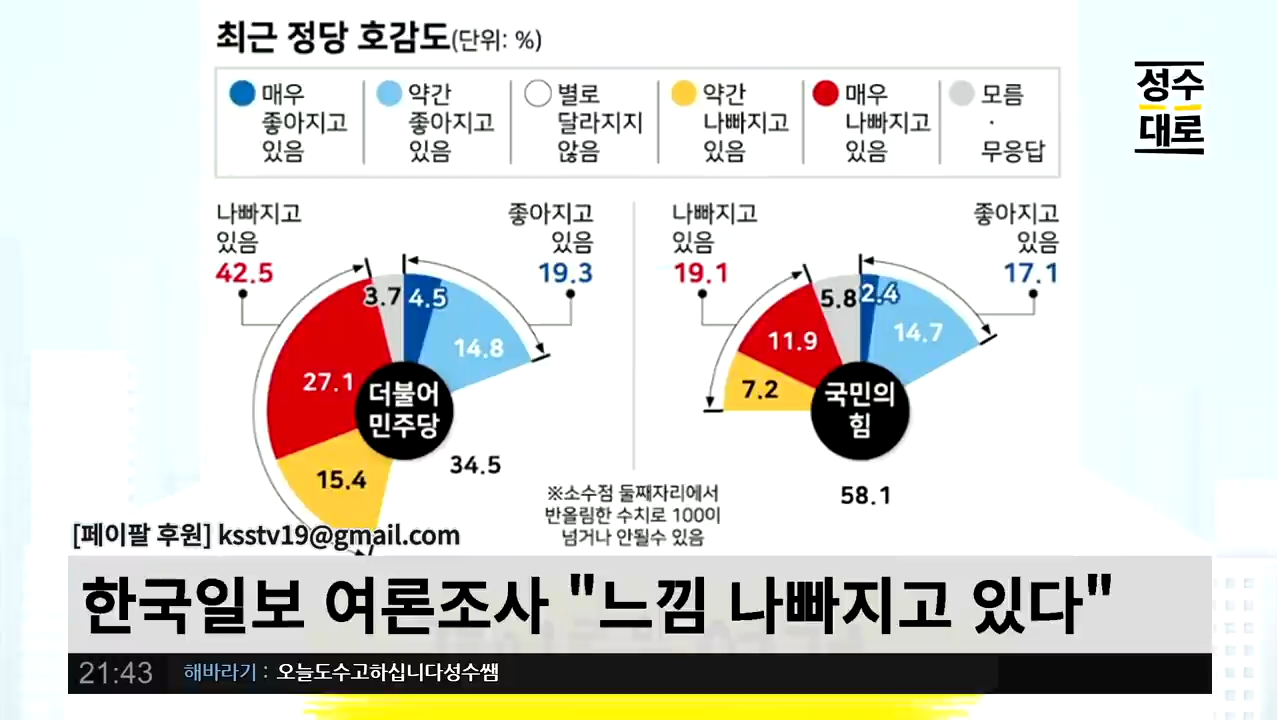 최근 정당 호감도(단위: %)
매우
좋아지고
있음
약간
좋아지고
있음
별로
달라지지
않음
약간
나빠지고
있음
매우
나빠지고
있음
모름
·
무응답
성수
대로
나빠지고
있음
42.5
좋아지고
있음
19.3
3.7
4.5
14.8
27.1
더불어
민주당
15.4
34.5
나빠지고
있음
19.1
좋아지고
있음
17.1
5.8
2.4
14.7
11.9
7.2
국민의
힘
58.1
※소수점 둘째자리에서
반올림한 수치로 100이
넘거나 안될수 있음
[페이팔 후원] ksstv19@gmail.com
한국일보 여론조사 "느낌 나빠지고 있다"
21:43 해바라기 : 오늘도수고하십니다성수쌤